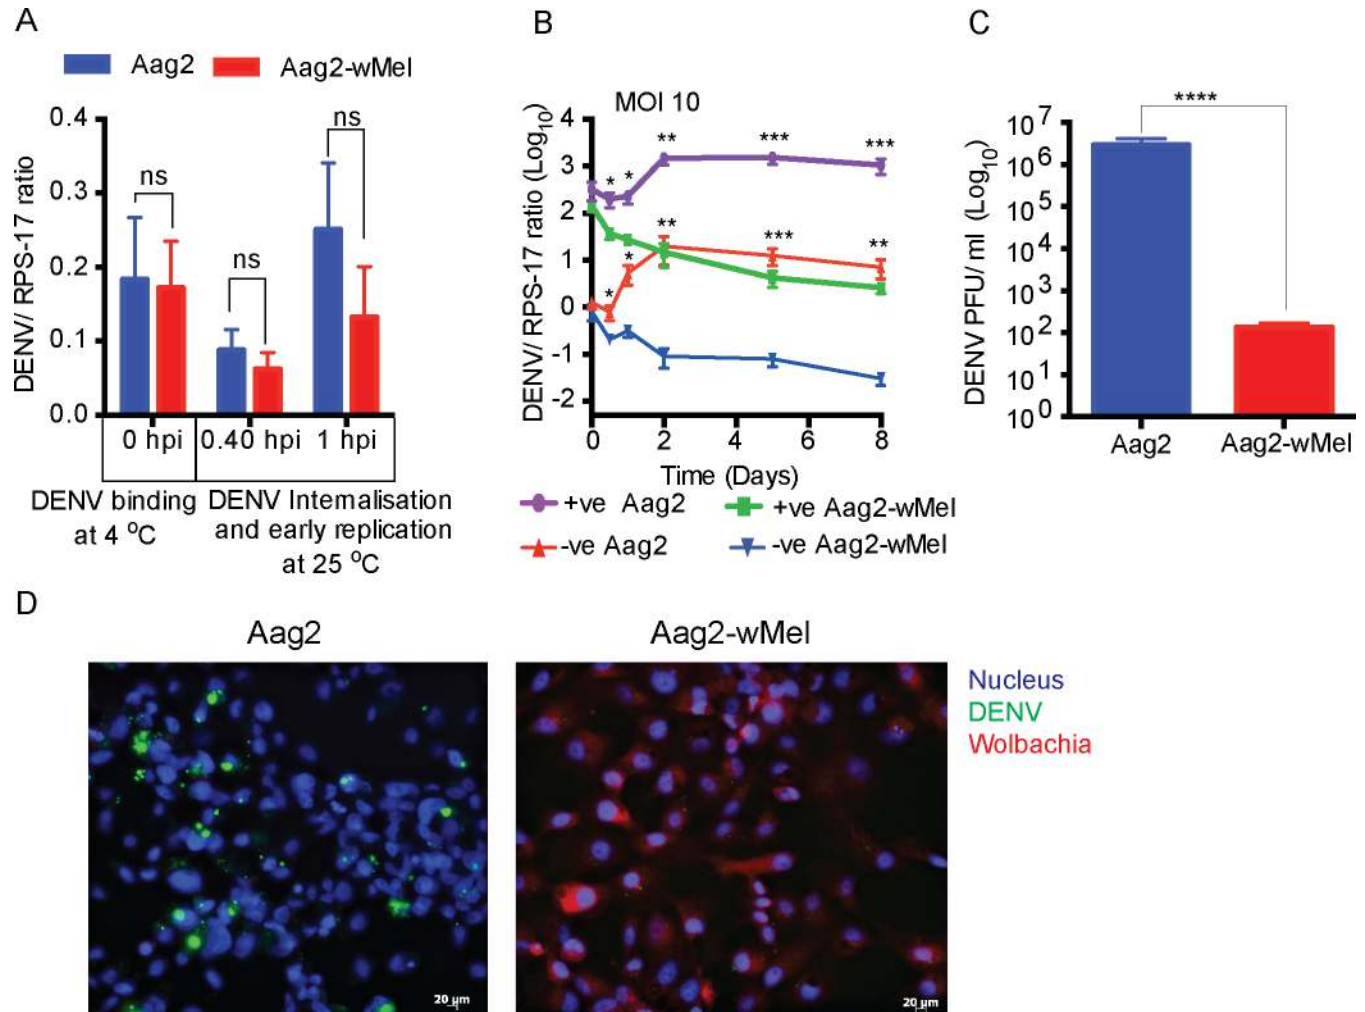 A
Aag2
Aag2-wMel
DENV/ RPS-17 ratio
0.4
0.3
0.2
0.1
0.0
ns
ns
ns
0 hpi
0.40 hpi
1 hpi
DENV binding
at 4 °C
DENV Internalisation
and early replication
at 25 °C
B
MOI 10
DENV/ RPS-17 ratio (Log10)
4
3
2
1
0
-1
-2
* * ** *** ***
* * ** *** **
0 2 4 6 8
Time (Days)
+ve Aag2
+ve Aag2-wMel
-ve Aag2
-ve Aag2-wMel
C
****
DENV PFU/ ml (Log10)
10^7
10^6
10^5
10^4
10^3
10^2
10^1
10^0
Aag2
Aag2-wMel
D
Aag2
Aag2-wMel
Nucleus
DENV
Wolbachia
20 µm
20 µm